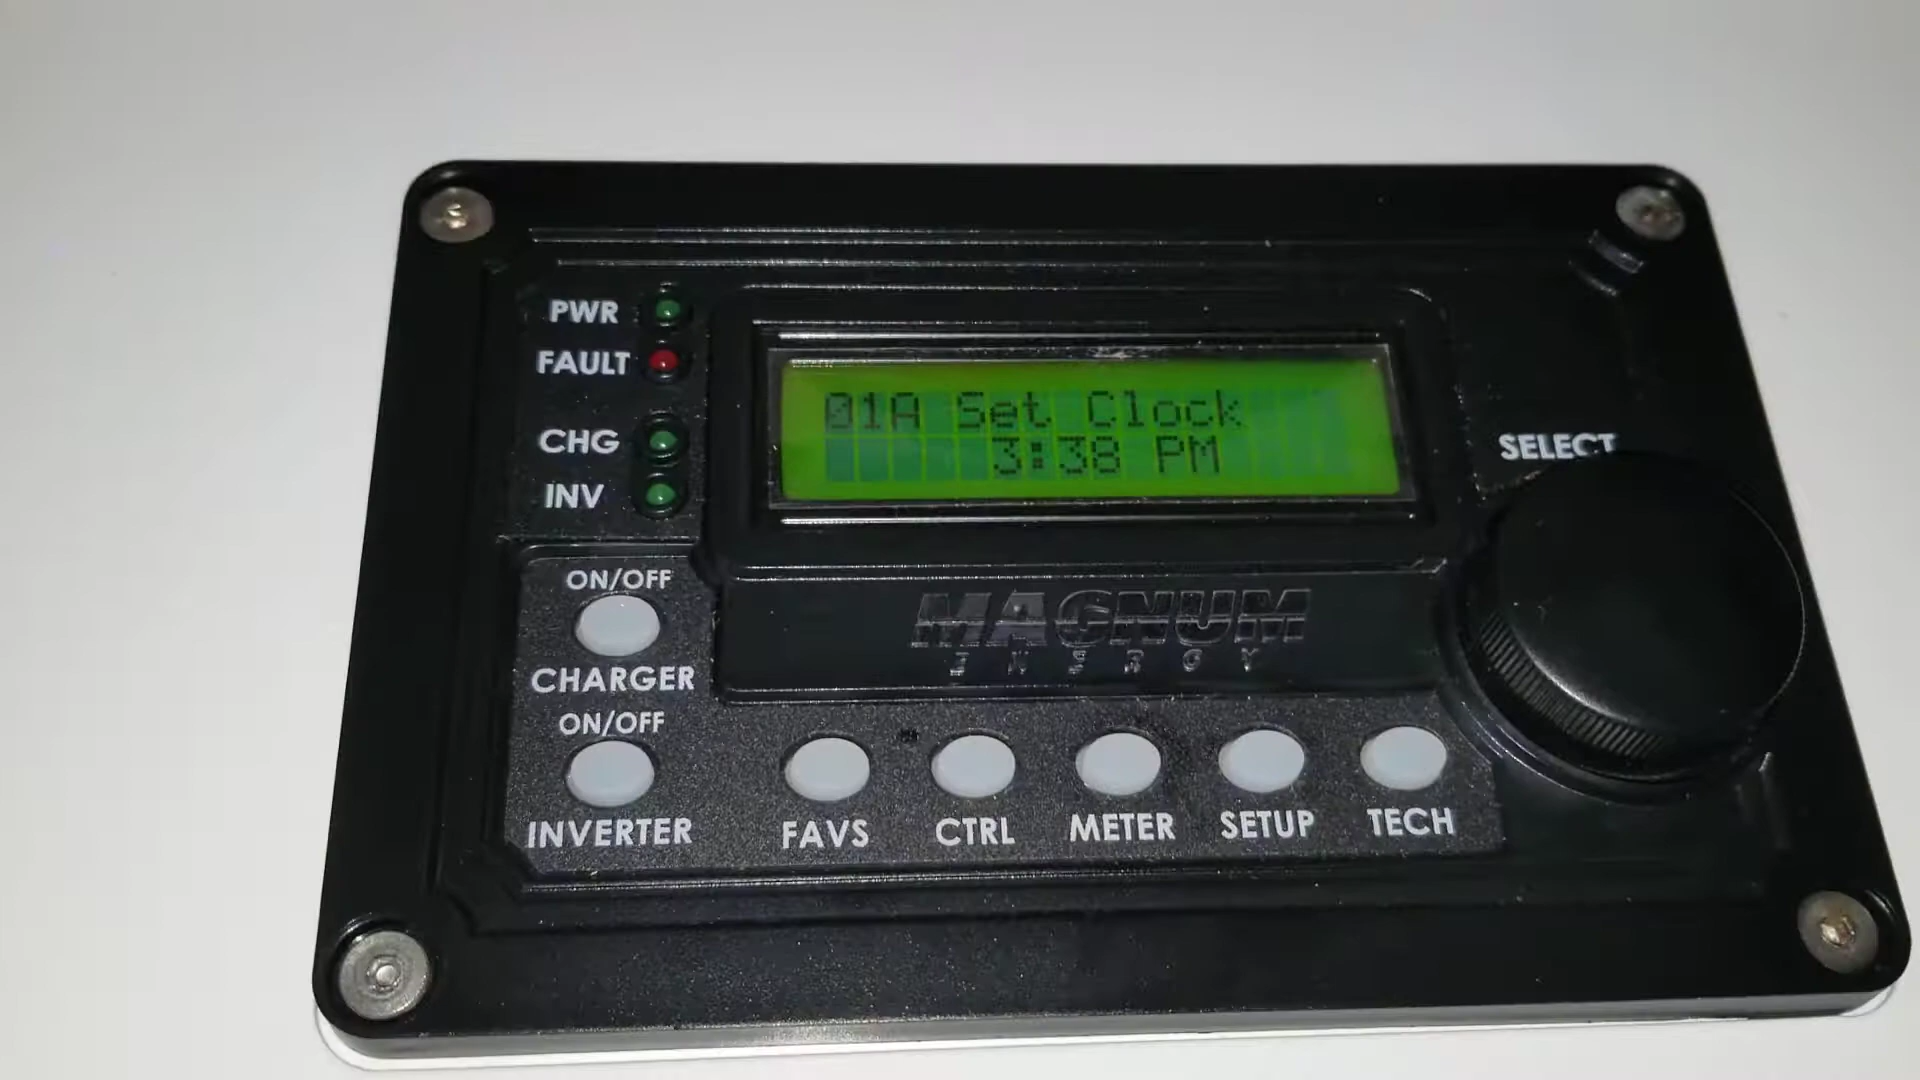 PWR
FAULT
CHG
INV
01A Set Clock
3:38 PM
SELECT
ON/OFF
CHARGER
ON/OFF
INVERTER
MAGNUM
ENERGY
FAVS
CTRL
METER
SETUP
TECH